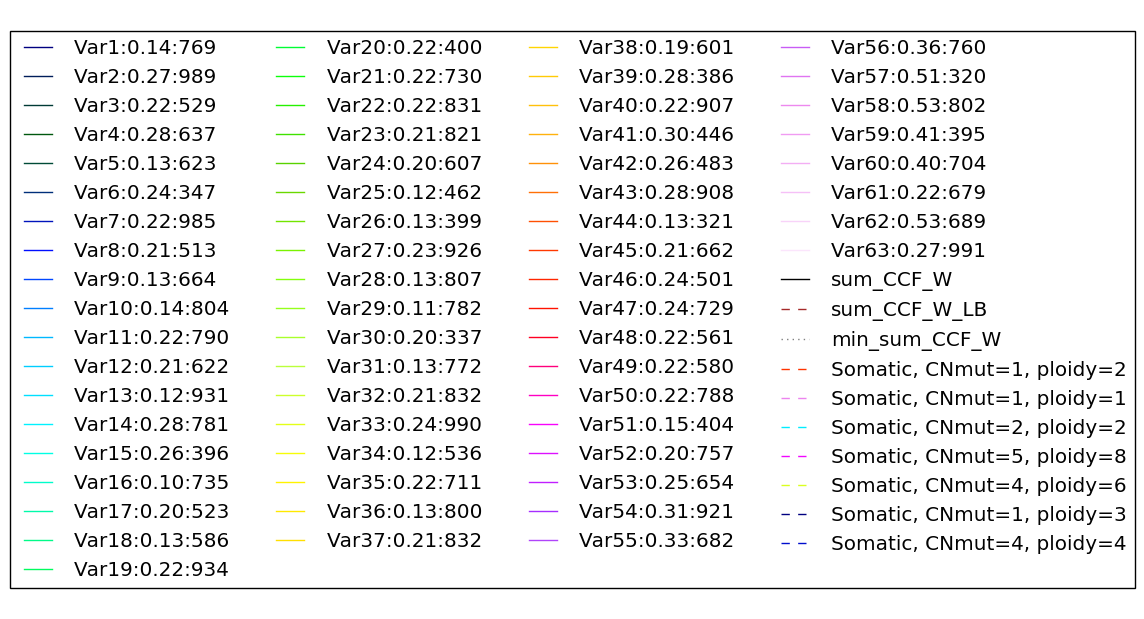 Var1:0.14:769
Var2:0.27:989
Var3:0.22:529
Var4:0.28:637
Var5:0.13:623
Var6:0.24:347
Var7:0.22:985
Var8:0.21:513
Var9:0.13:664
Var10:0.14:804
Var11:0.22:790
Var12:0.21:622
Var13:0.12:931
Var14:0.28:781
Var15:0.26:396
Var16:0.10:735
Var17:0.20:523
Var18:0.13:586
Var19:0.22:934
Var20:0.22:400
Var21:0.22:730
Var22:0.22:831
Var23:0.21:821
Var24:0.20:607
Var25:0.12:462
Var26:0.13:399
Var27:0.23:926
Var28:0.13:807
Var29:0.11:782
Var30:0.20:337
Var31:0.13:772
Var32:0.21:832
Var33:0.24:990
Var34:0.12:536
Var35:0.22:711
Var36:0.13:800
Var37:0.21:832
Var38:0.19:601
Var39:0.28:386
Var40:0.22:907
Var41:0.30:446
Var42:0.26:483
Var43:0.28:908
Var44:0.13:321
Var45:0.21:662
Var46:0.24:501
Var47:0.24:729
Var48:0.22:561
Var49:0.22:580
Var50:0.22:788
Var51:0.15:404
Var52:0.20:757
Var53:0.25:654
Var54:0.31:921
Var55:0.33:682
Var56:0.36:760
Var57:0.51:320
Var58:0.53:802
Var59:0.41:395
Var60:0.40:704
Var61:0.22:679
Var62:0.53:689
Var63:0.27:991
sum_CCF_W
sum_CCF_W_LB
min_sum_CCF_W
Somatic, CNmut=1, ploidy=2
Somatic, CNmut=1, ploidy=1
Somatic, CNmut=2, ploidy=2
Somatic, CNmut=5, ploidy=8
Somatic, CNmut=4, ploidy=6
Somatic, CNmut=1, ploidy=3
Somatic, CNmut=4, ploidy=4